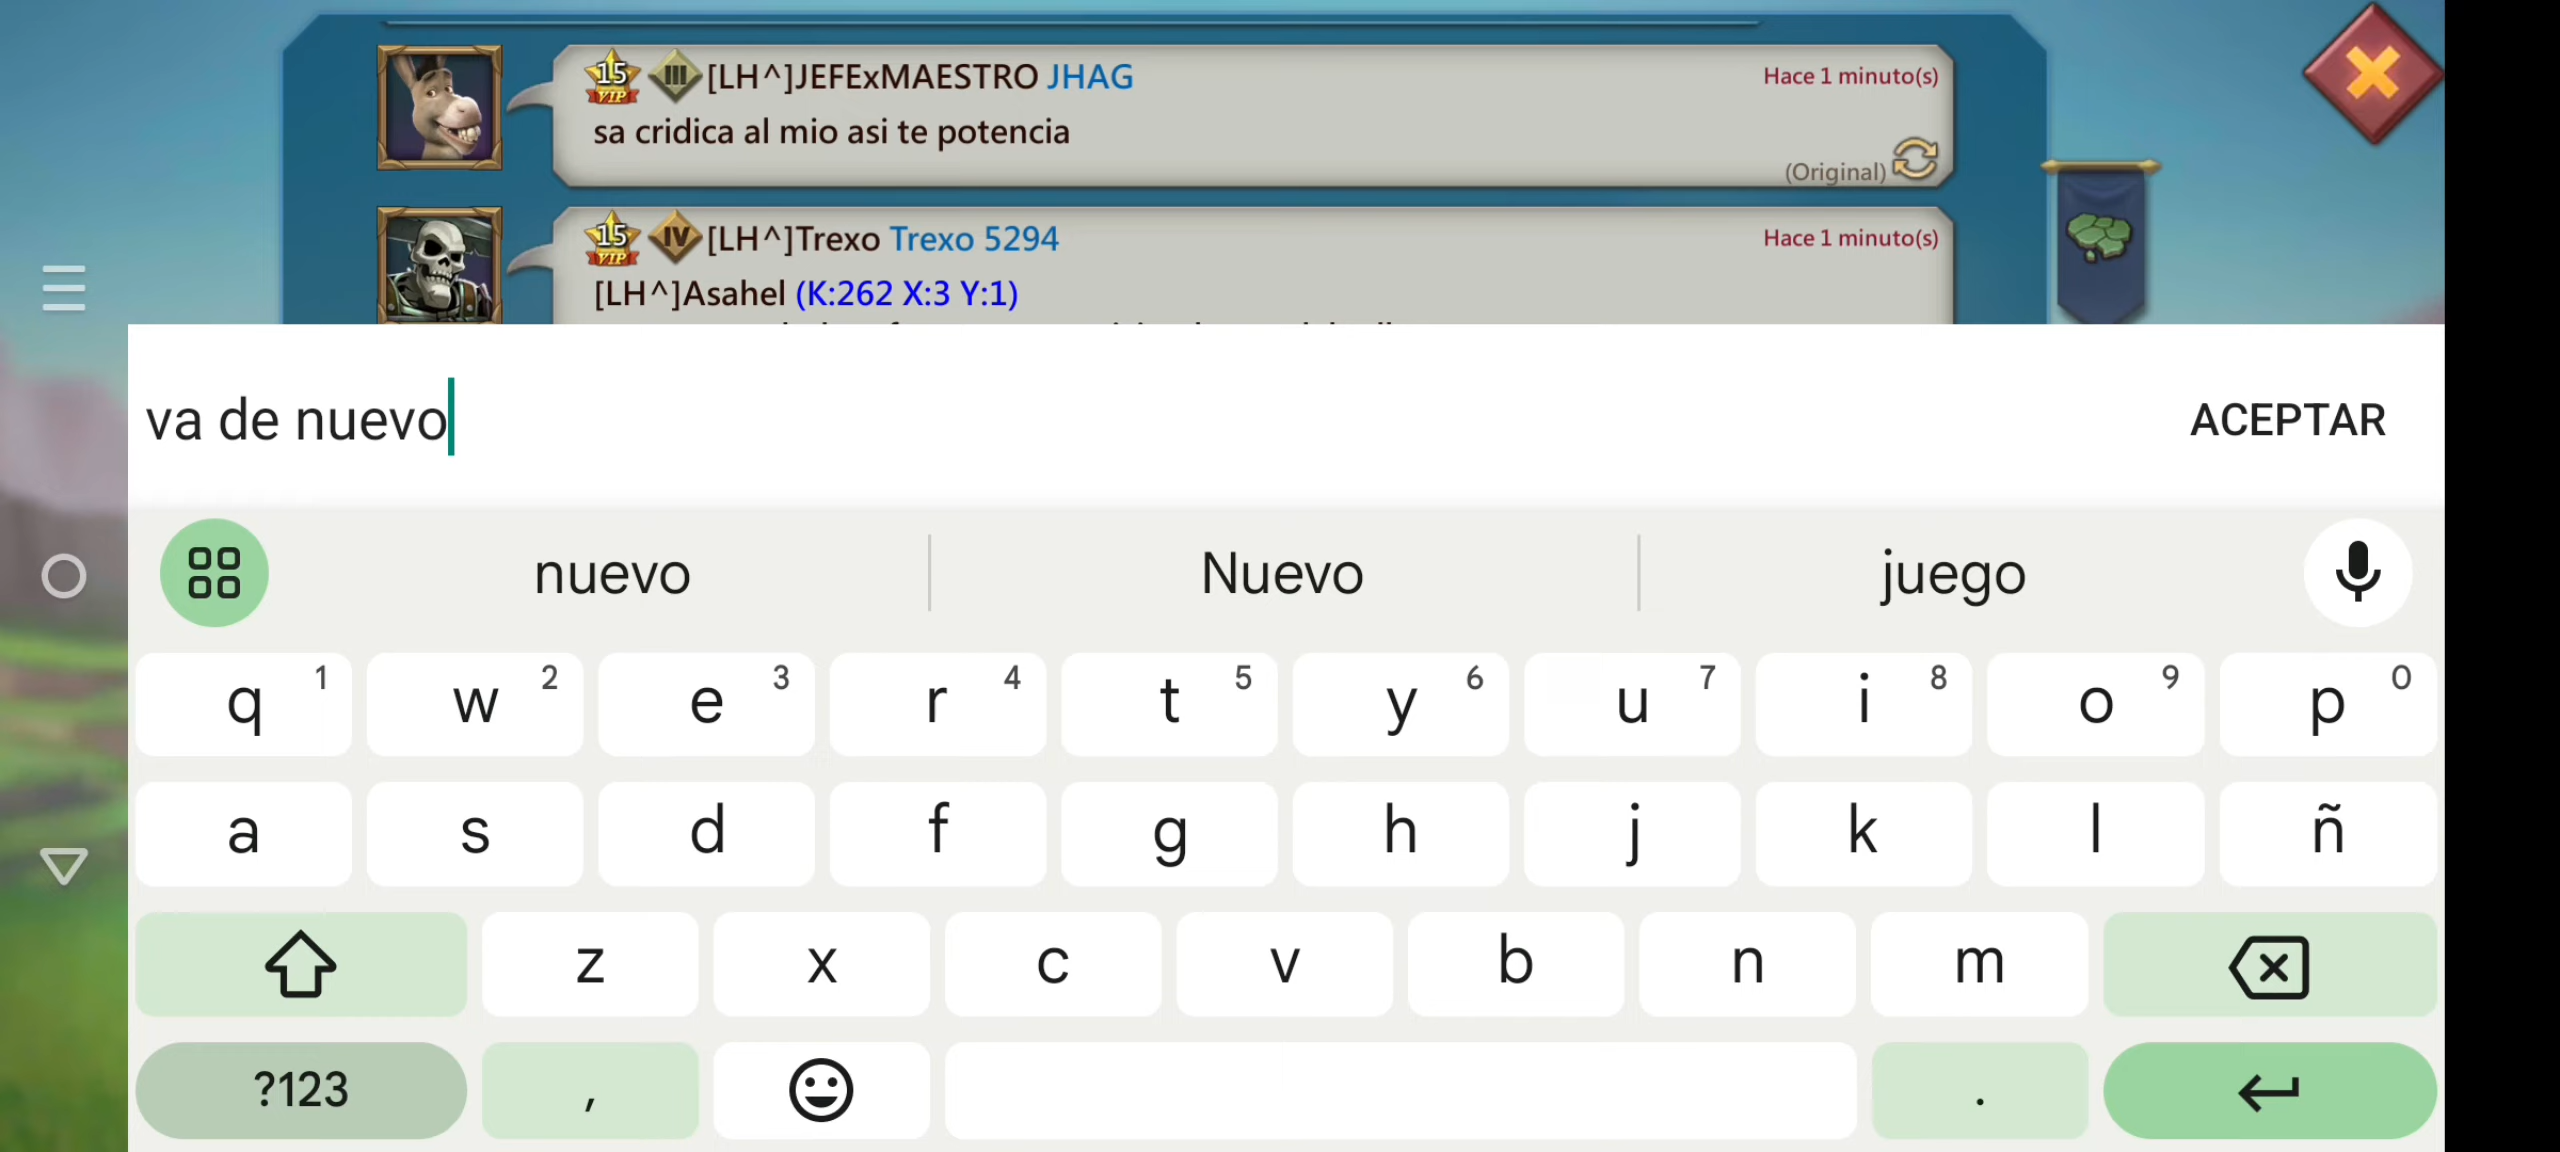 15 VIP III [LH^]JEFExMAESTRO JHAG Hace 1 minuto(s)
sa cridica al mio asi te potencia
(Original)
15 VIP IV [LH^]Trexo Trexo 5294 Hace 1 minuto(s)
[LH^]Asahel (K:262 X:3 Y:1)
va de nuevo ACEPTAR
nuevo Nuevo juego
q 1 w 2 e 3 r 4 t 5 y 6 u 7 i 8 o 9 p 0
a s d f g h j k l ñ
z x c v b n m
?123 , .